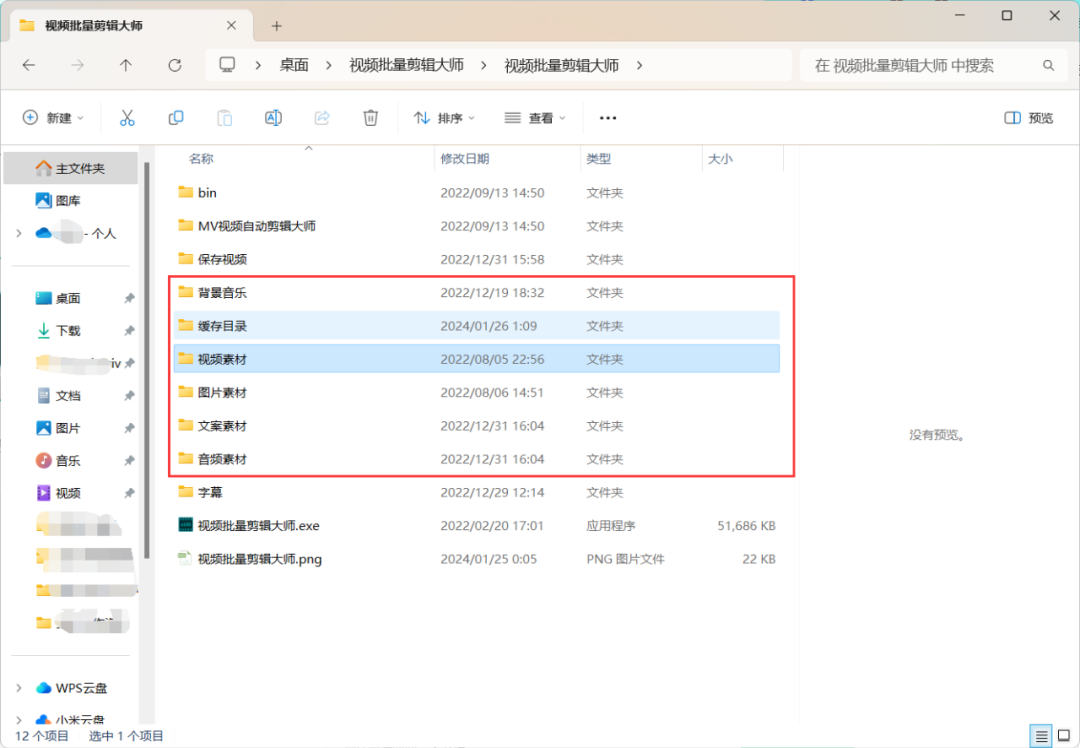 视频批量剪辑大师
桌面 视频批量剪辑大师 视频批量剪辑大师
在 视频批量剪辑大师 中搜索
新建 排序 查看 预览
名称 修改日期 类型 大小
主文件夹
图库
- 个人
桌面
下载
iv
文档
图片
音乐
视频
WPS云盘
小米云盘
bin 2022/09/13 14:50 文件夹
MV视频自动剪辑大师 2022/09/13 14:50 文件夹
保存视频 2022/12/31 15:58 文件夹
背景音乐 2022/12/19 18:32 文件夹
缓存目录 2024/01/26 1:09 文件夹
视频素材 2022/08/05 22:56 文件夹
图片素材 2022/08/06 14:51 文件夹
文案素材 2022/12/31 16:04 文件夹
音频素材 2022/12/31 16:04 文件夹
字幕 2022/12/29 12:14 文件夹
视频批量剪辑大师.exe 2022/02/20 17:01 应用程序 51,686 KB
视频批量剪辑大师.png 2024/01/25 0:05 PNG 图片文件 22 KB
没有预览。
12 个项目 选中 1 个项目